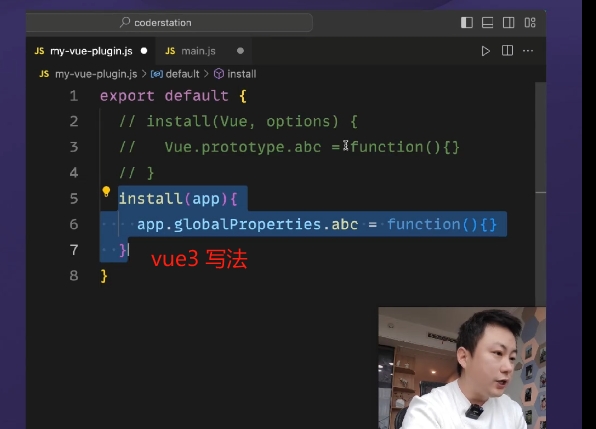 coderstation
JS my-vue-plugin.js JS main.js
JS my-vue-plugin.js > default > install
1 export default {
2 // install(Vue, options) {
3 // Vue.prototype.abc = function(){}
4 // }
5 install(app){
6 app.globalProperties.abc = function(){}
7 }
vue3 写法
8 }